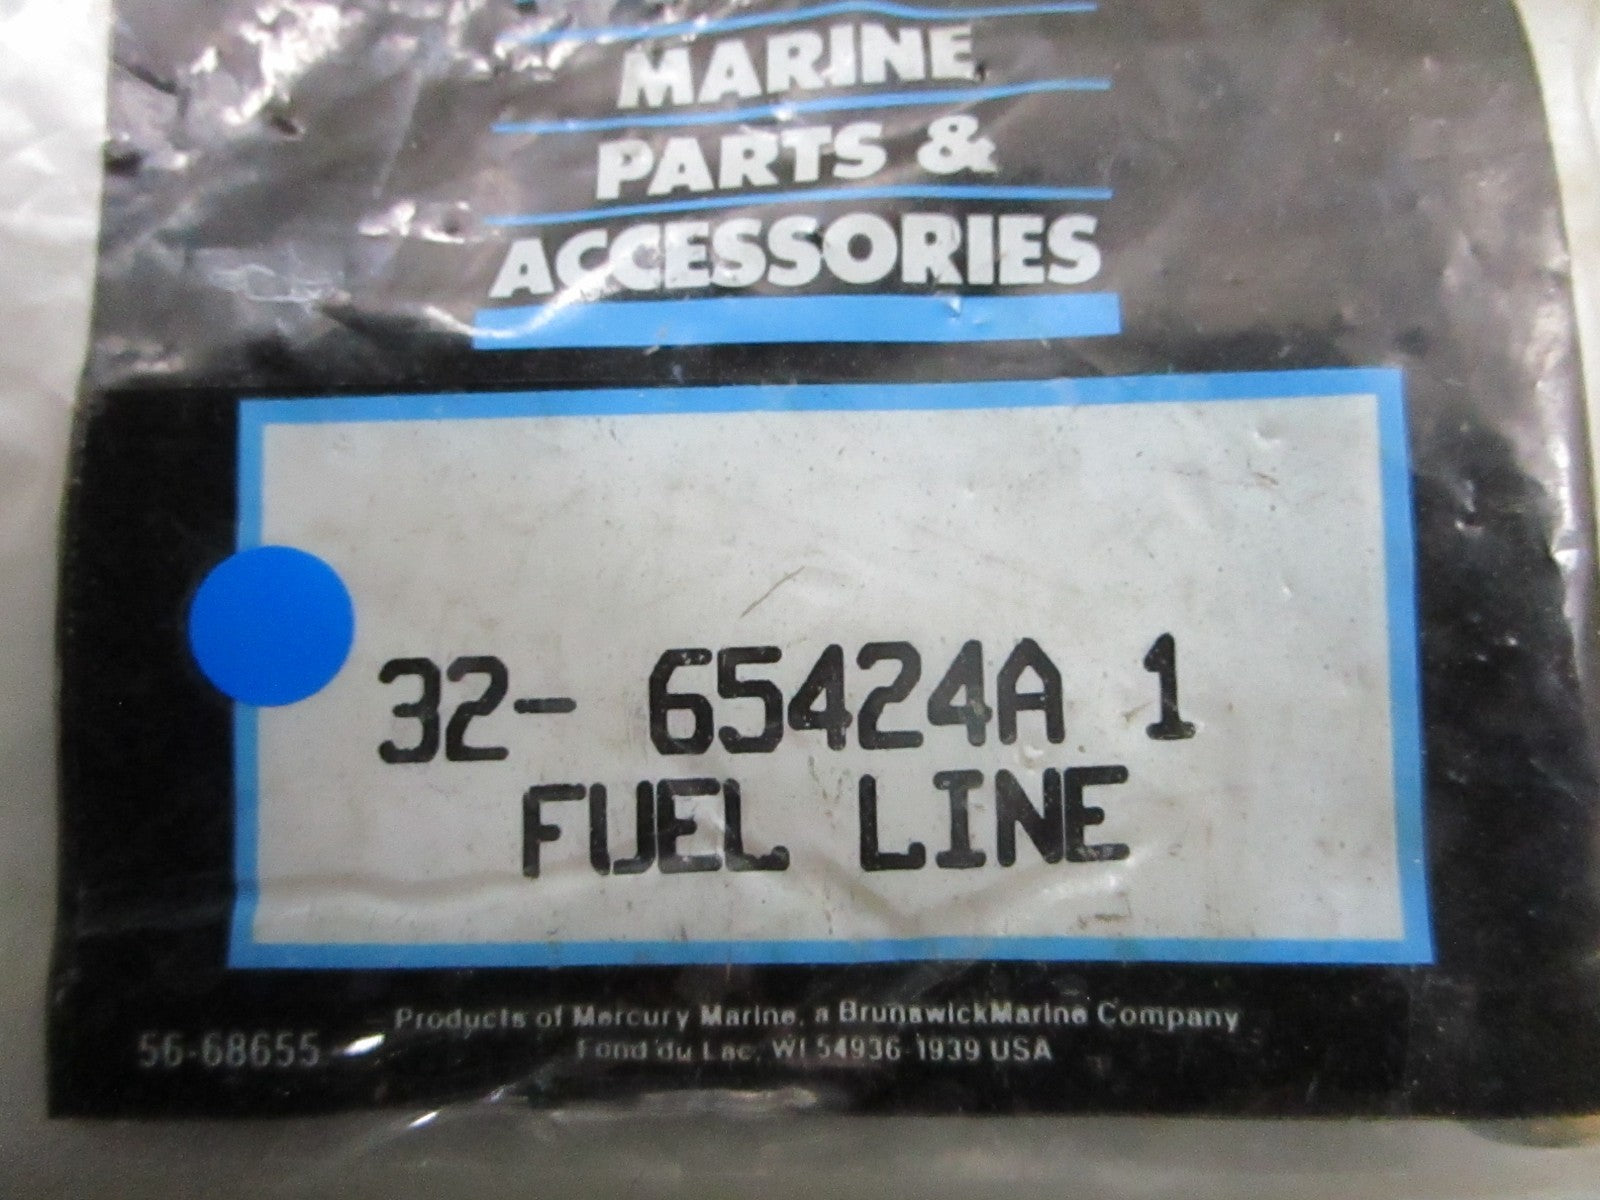 MARINE
PARTS &
ACCESSORIES
32- 65424A 1
FUEL LINE
Products of Mercury Marine, a BrunswickMarine Company
56-68655
Fond du Lac, WI 54936-1939 USA